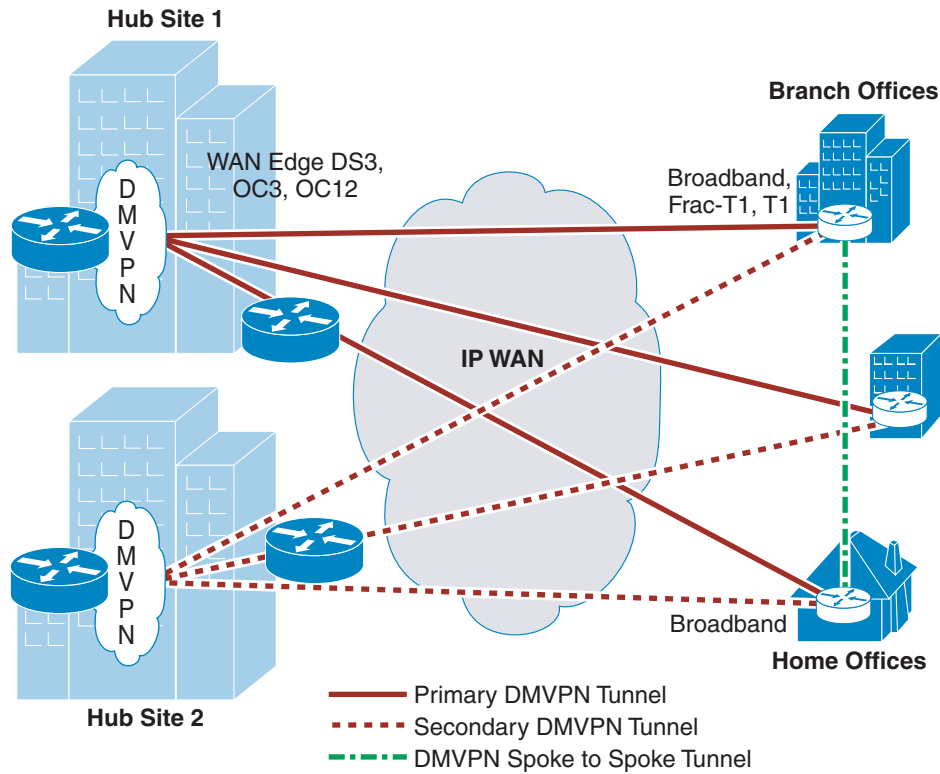 Hub Site 1
Branch Offices
WAN Edge DS3,
OC3, OC12
Broadband,
Frac-T1, T1
D
M
V
P
N
IP WAN
D
M
V
P
N
Broadband
Home Offices
Hub Site 2
Primary DMVPN Tunnel
Secondary DMVPN Tunnel
DMVPN Spoke to Spoke Tunnel